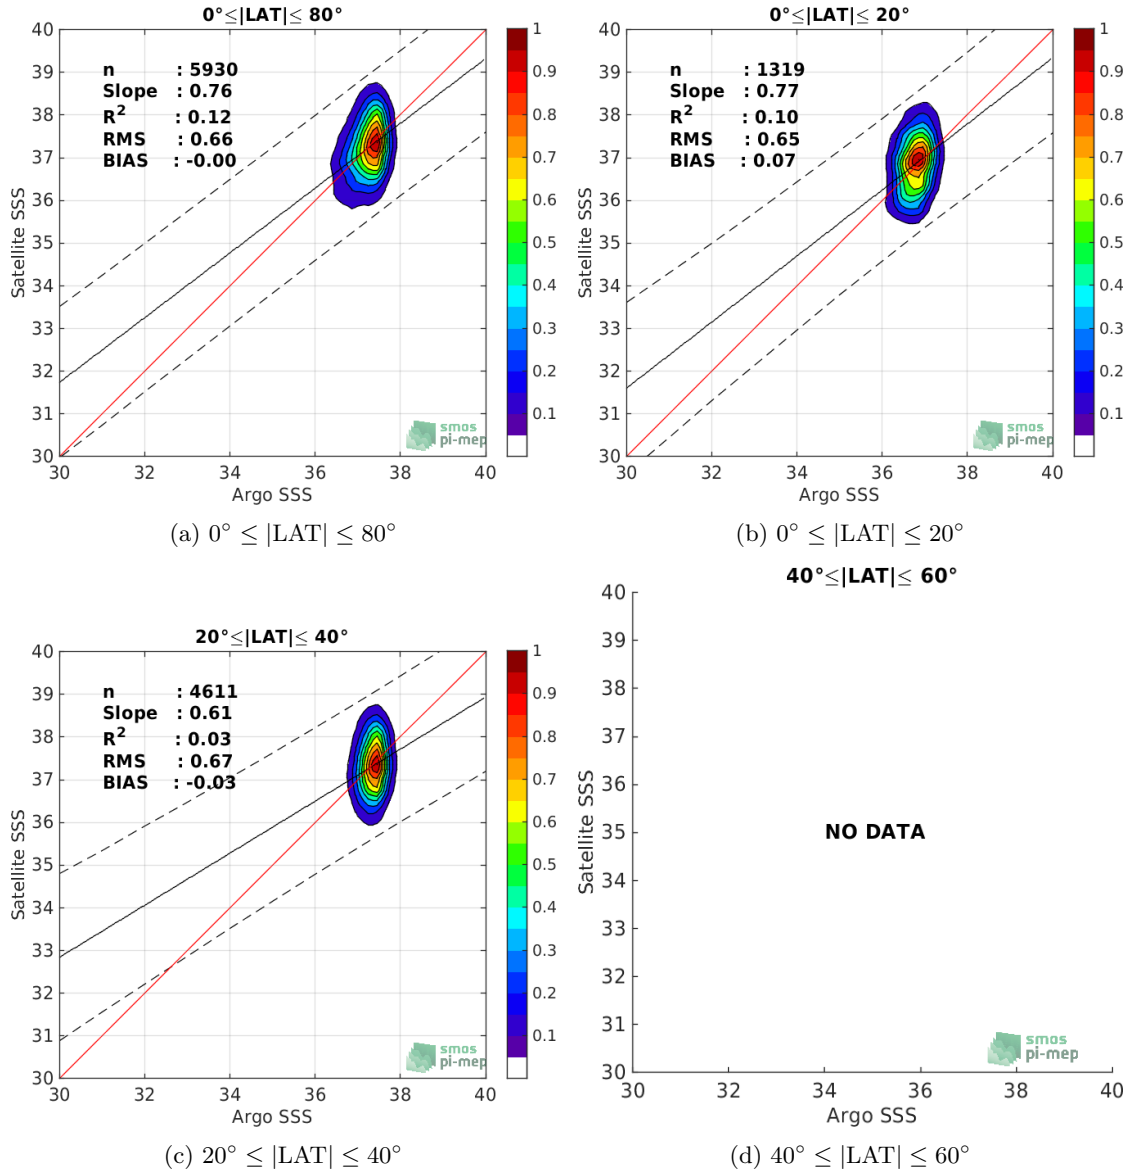 0°≤|LAT|≤ 80°
40
39
38
37
36
35
34
33
32
31
30
n : 5930
Slope : 0.76
R² : 0.12
RMS : 0.66
BIAS : -0.00
Satellite SSS
30 32 34 36 38 40
Argo SSS
1
0.9
0.8
0.7
0.6
0.5
0.4
0.3
0.2
0.1
smos
pi-mep
(a) 0° ≤ |LAT| ≤ 80°
0°≤|LAT|≤ 20°
40
39
38
37
36
35
34
33
32
31
30
n : 1319
Slope : 0.77
R² : 0.10
RMS : 0.65
BIAS : 0.07
Satellite SSS
30 32 34 36 38 40
Argo SSS
1
0.9
0.8
0.7
0.6
0.5
0.4
0.3
0.2
0.1
smos
pi-mep
(b) 0° ≤ |LAT| ≤ 20°
20°≤|LAT|≤ 40°
40
39
38
37
36
35
34
33
32
31
30
n : 4611
Slope : 0.61
R² : 0.03
RMS : 0.67
BIAS : -0.03
Satellite SSS
30 32 34 36 38 40
Argo SSS
1
0.9
0.8
0.7
0.6
0.5
0.4
0.3
0.2
0.1
smos
pi-mep
(c) 20° ≤ |LAT| ≤ 40°
40°≤|LAT|≤ 60°
40
39
38
37
36
35
34
33
32
31
30
NO DATA
Satellite SSS
30 32 34 36 38 40
Argo SSS
smos
pi-mep
(d) 40° ≤ |LAT| ≤ 60°